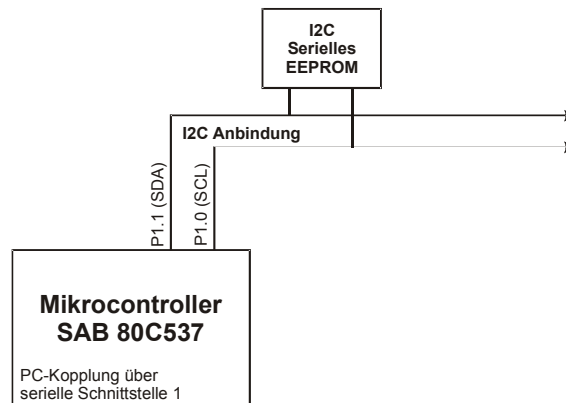 I2C
Serielles
EEPROM
I2C Anbindung
P1.1 (SDA)
P1.0 (SCL)
Mikrocontroller
SAB 80C537
PC-Kopplung über
serielle Schnittstelle 1